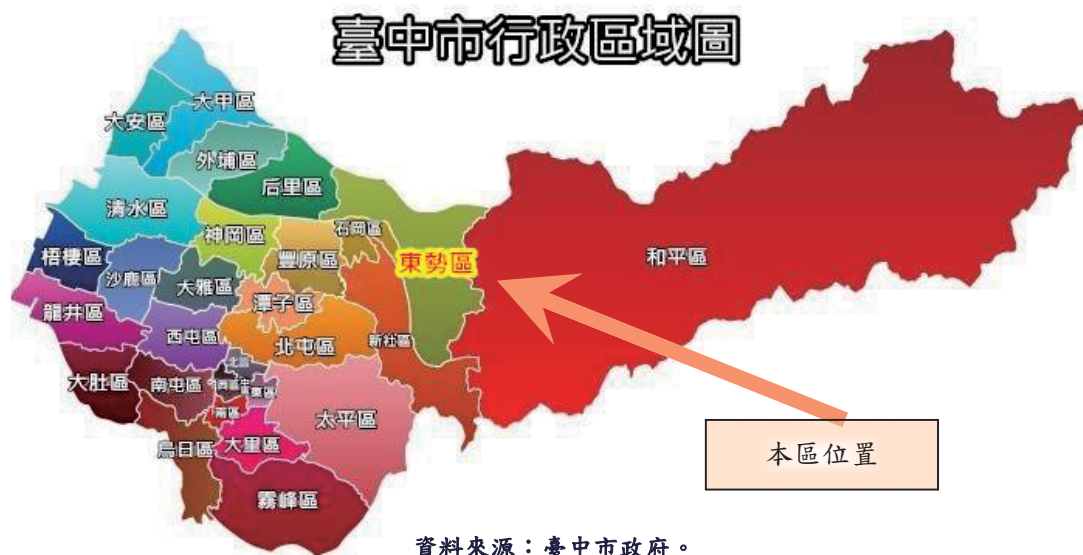 臺中市行政區域圖
大甲區
大安區
外埔區
后里區
清水區
神岡區
石岡區
梧棲區
沙鹿區
大雅區
豐原區
東勢區
和平區
潭子區
龍井區
西屯區
北屯區
新社區
大肚區
南屯區
北區
西區
中
東區
南區
太平區
烏日區
大里區
霧峰區
本區位置
資料來源：臺中市政府。